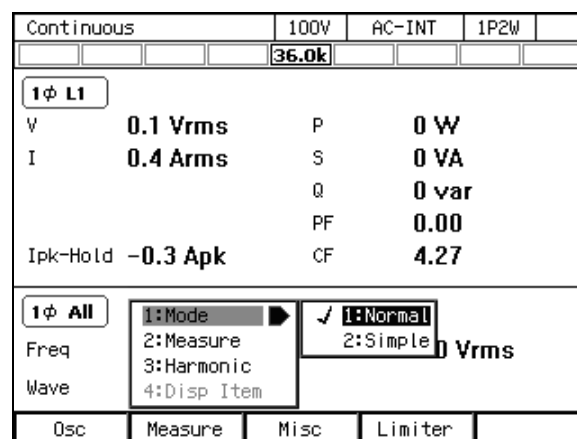 Continuous 100V AC-INT 1P2W
36.0k
1ϕ L1
V 0.1 Vrms P 0 W
I 0.4 Arms S 0 VA
Q 0 var
PF 0.00
Ipk-Hold -0.3 Apk CF 4.27
1ϕ All
1:Mode 1:Normal
2:Measure 2:Simple
Freq 0 Vrms
3:Harmonic
Wave 4:Disp Item
Osc Measure Misc Limiter